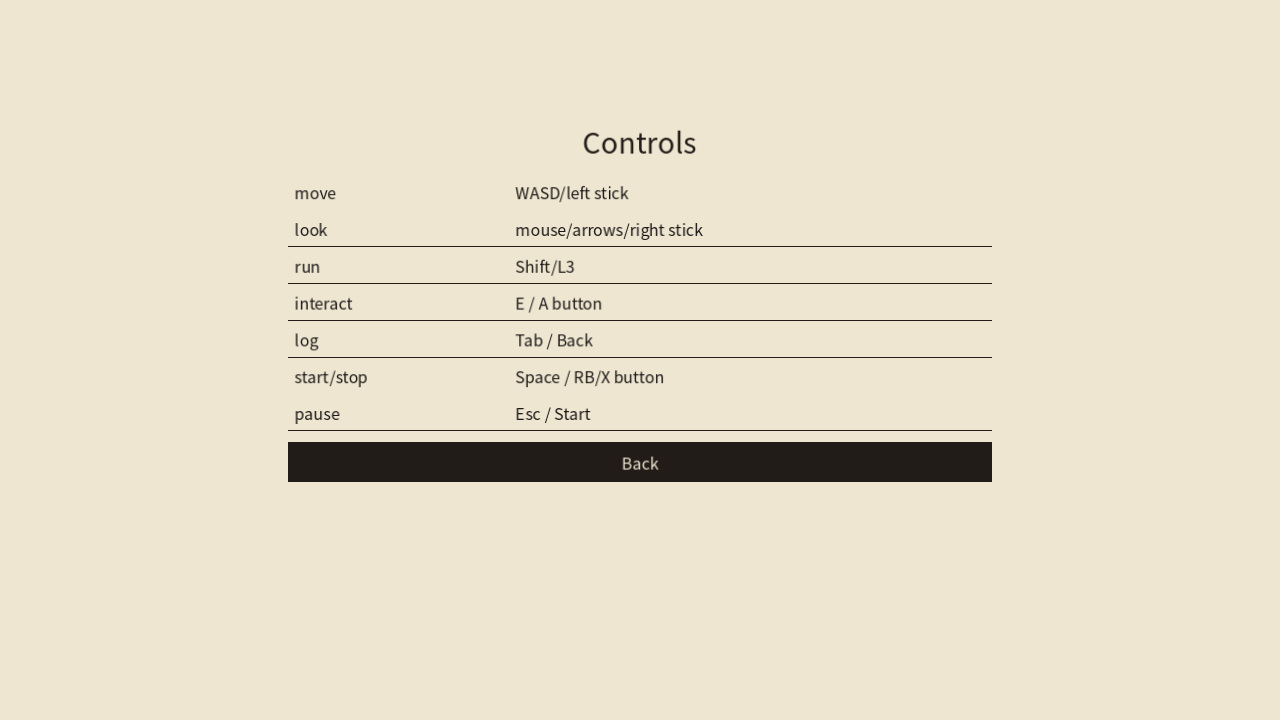 Controls
move WASD/left stick
look mouse/arrows/right stick
run Shift/L3
interact E / A button
log Tab / Back
start/stop Space / RB/X button
pause Esc / Start
Back